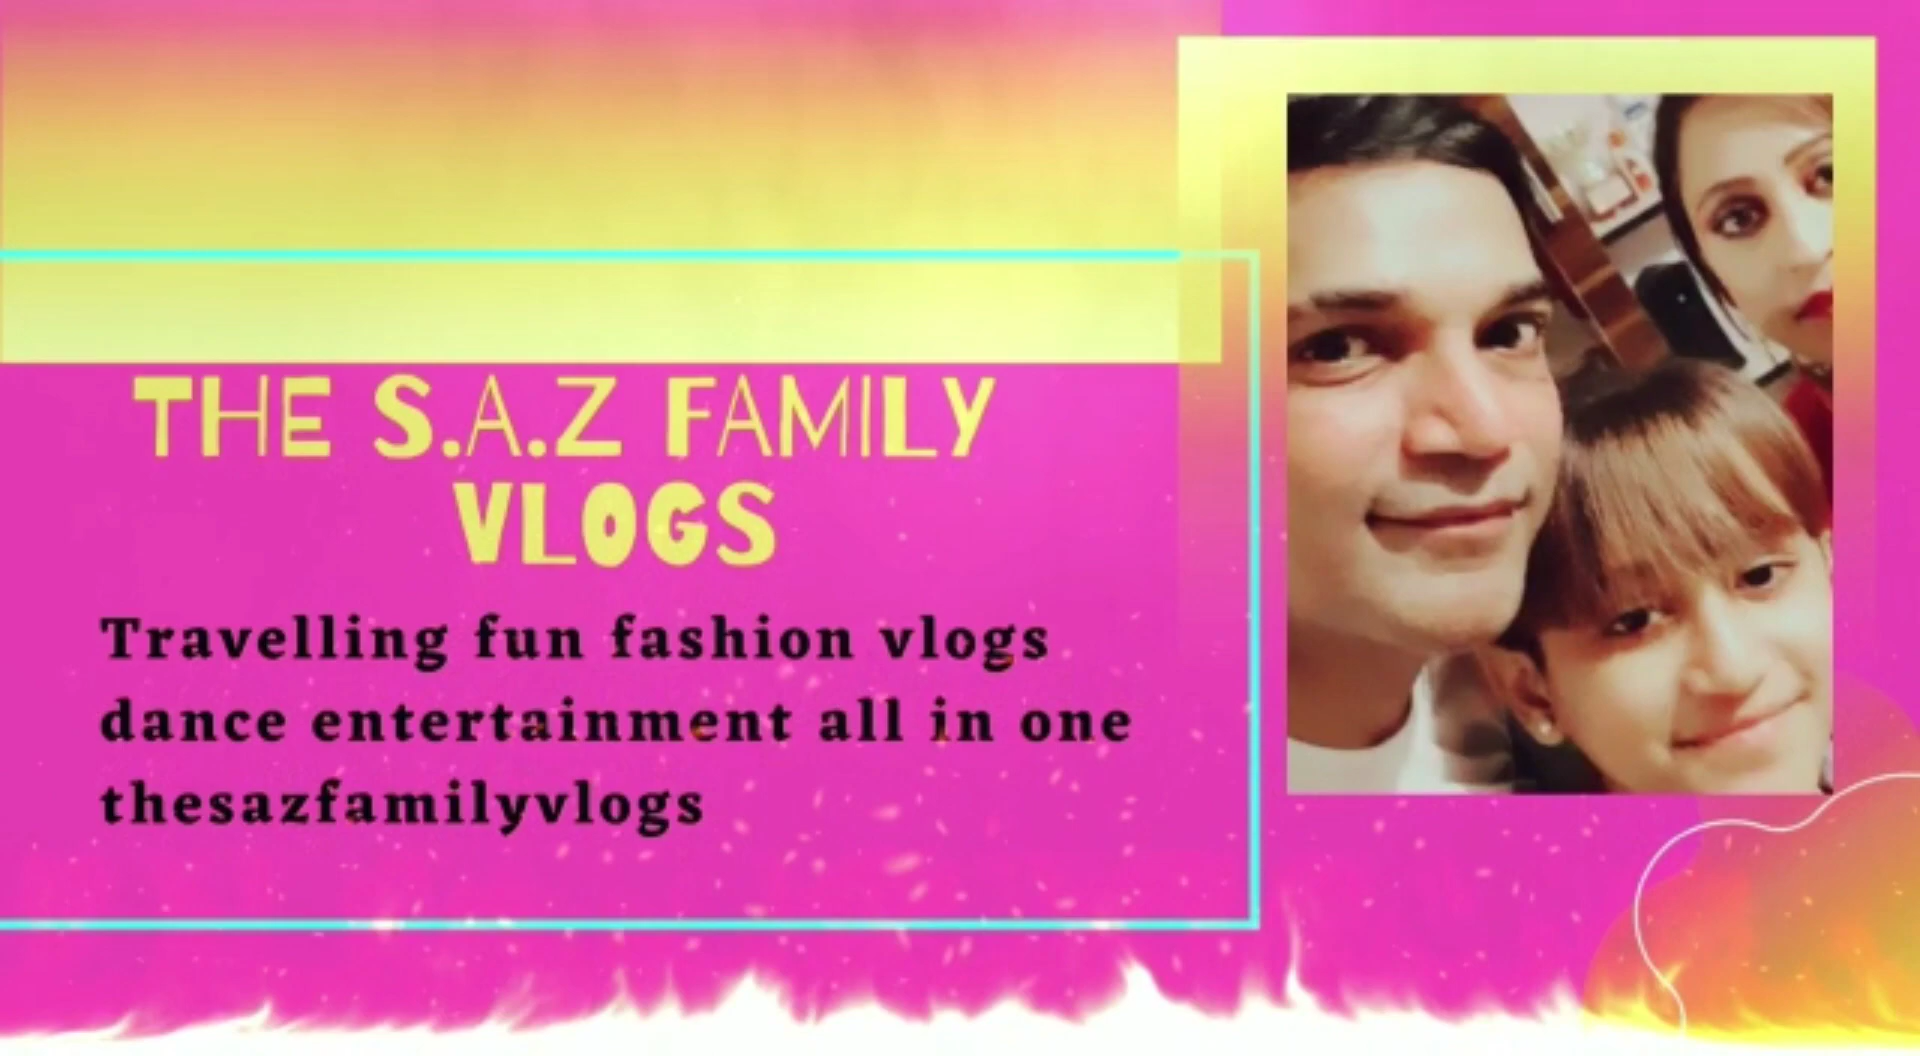 THE S.A.Z FAMILY
VLOGS
Travelling fun fashion vlogs
dance entertainment all in one
thesazfamilyvlogs